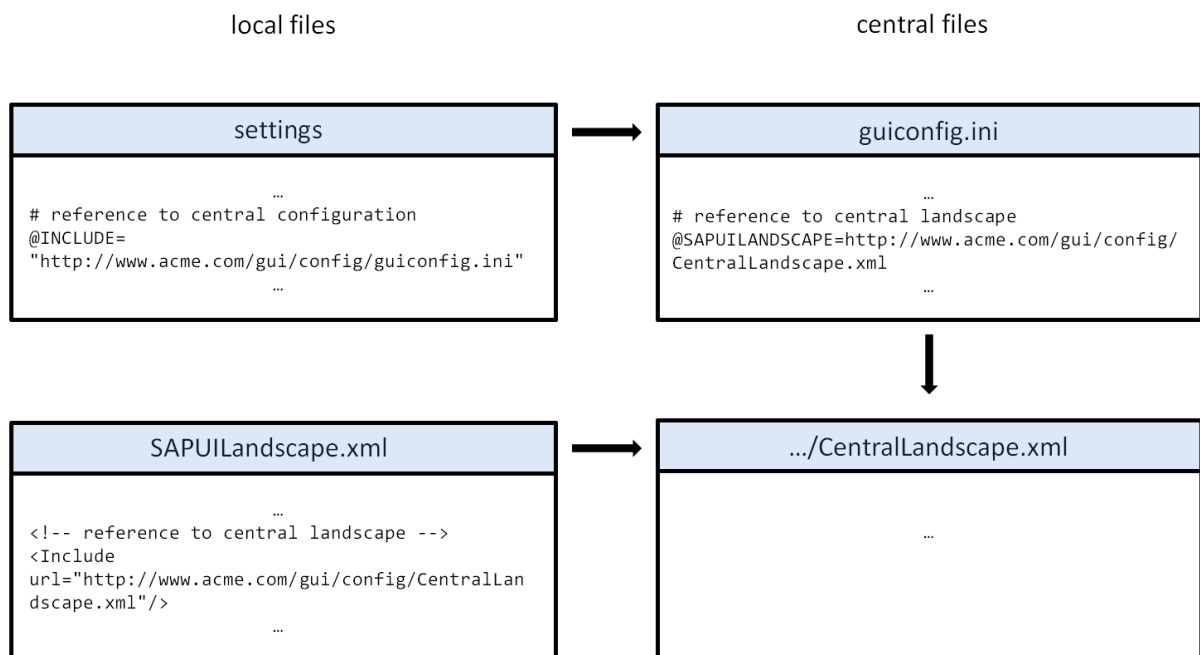 local files
central files
settings
…
# reference to central configuration
@INCLUDE=
"http://www.acme.com/gui/config/guiconfig.ini"
…
guiconfig.ini
…
# reference to central landscape
@SAPUILANDSCAPE=http://www.acme.com/gui/config/
CentralLandscape.xml
…
SAPUILandscape.xml
…
<!-- reference to central landscape -->
<Include
url="http://www.acme.com/gui/config/CentralLan
dscape.xml"/>
…
…/CentralLandscape.xml
…